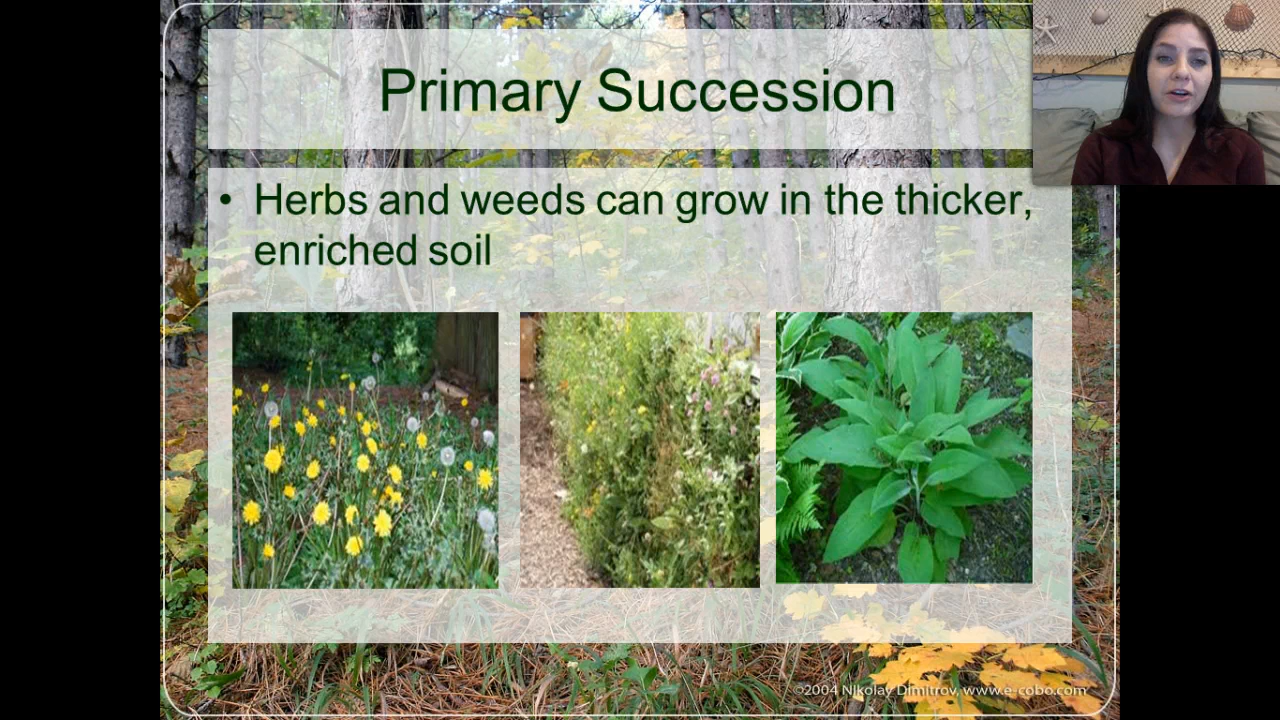 Primary Succession
• Herbs and weeds can grow in the thicker,
enriched soil
©2004 Nikolay Dimitrov, www.e-cobo.com